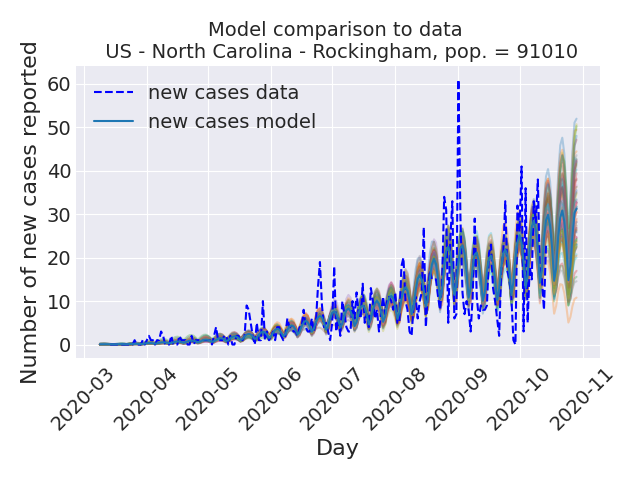 Model comparison to data
US - North Carolina - Rockingham, pop. = 91010
Number of new cases reported
60
50
40
30
20
10
0
new cases data
new cases model
2020-03
2020-04
2020-05
2020-06
2020-07
2020-08
2020-09
2020-10
2020-11
Day